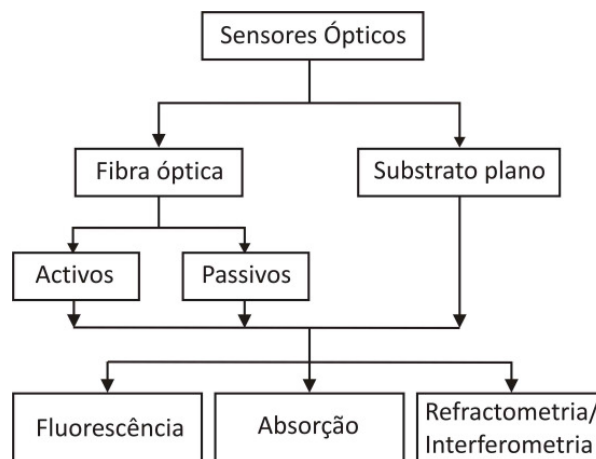 Sensores Ópticos
Fibra óptica
Substrato plano
Activos
Passivos
Fluorescência
Absorção
Refractometria/
Interferometria